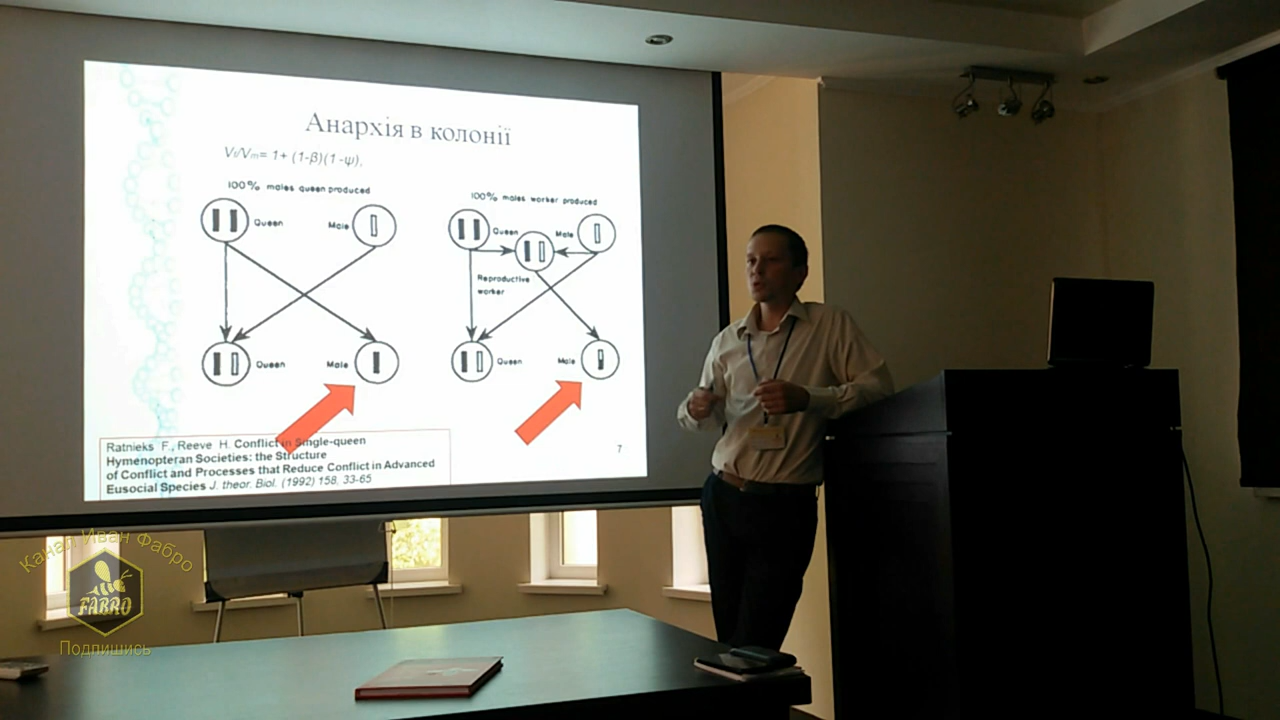 Анархія в колонії
Vf/Vm= 1+ (1-β)(1-ψ),
100% males queen produced
Queen
Male
Queen
Male
100% males worker produced
Queen
Male
Reproductive
worker
Queen
Male
Ratnieks F., Reeve H. Conflict in Single-queen
Hymenopteran Societies: the Structure
of Conflict and Processes that Reduce Conflict in Advanced
Eusocial Species J. theor. Biol. (1992) 158, 33-65
7
Канал Иван Фабро
FABRO
Подпишись